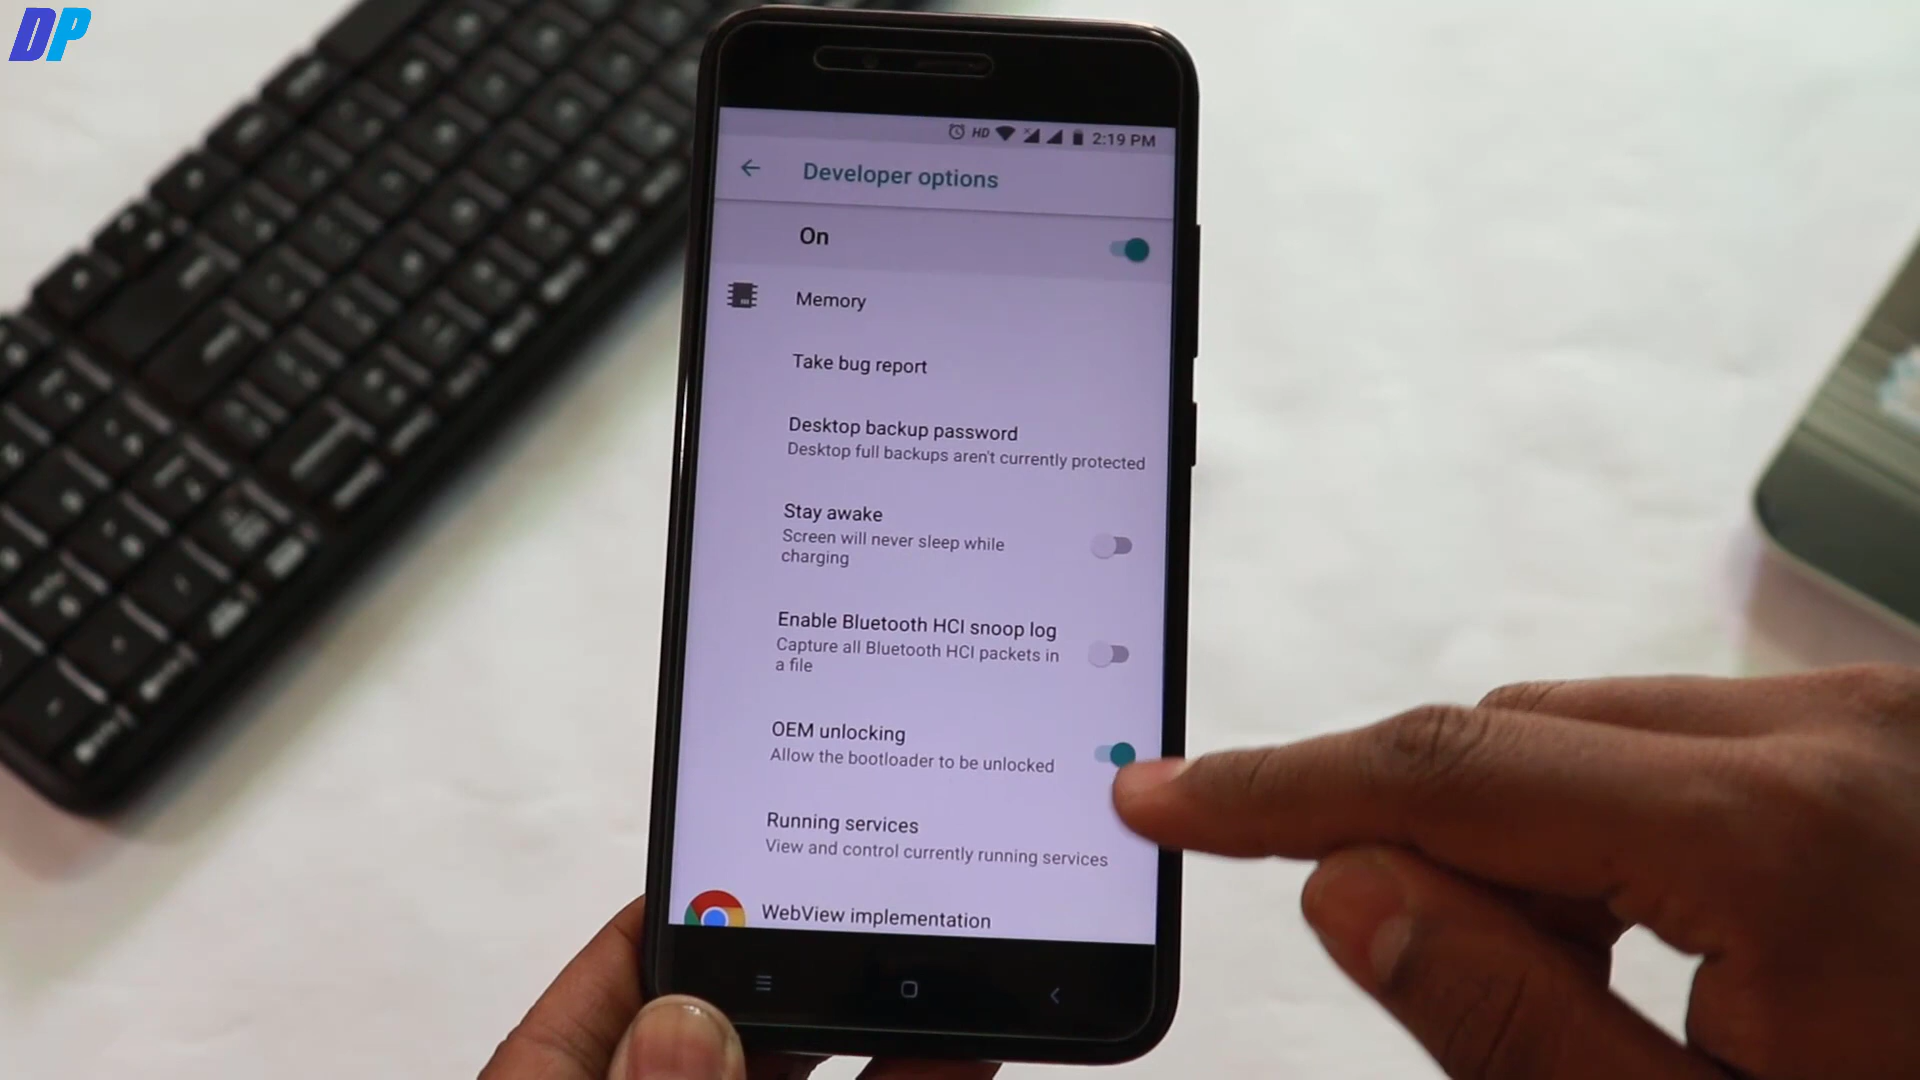 DP
HD 2:19 PM
Developer options
On
Memory
Take bug report
Desktop backup password
Desktop full backups aren't currently protected
Stay awake
Screen will never sleep while
charging
Enable Bluetooth HCI snoop log
Capture all Bluetooth HCI packets in
a file
OEM unlocking
Allow the bootloader to be unlocked
Running services
View and control currently running services
WebView implementation